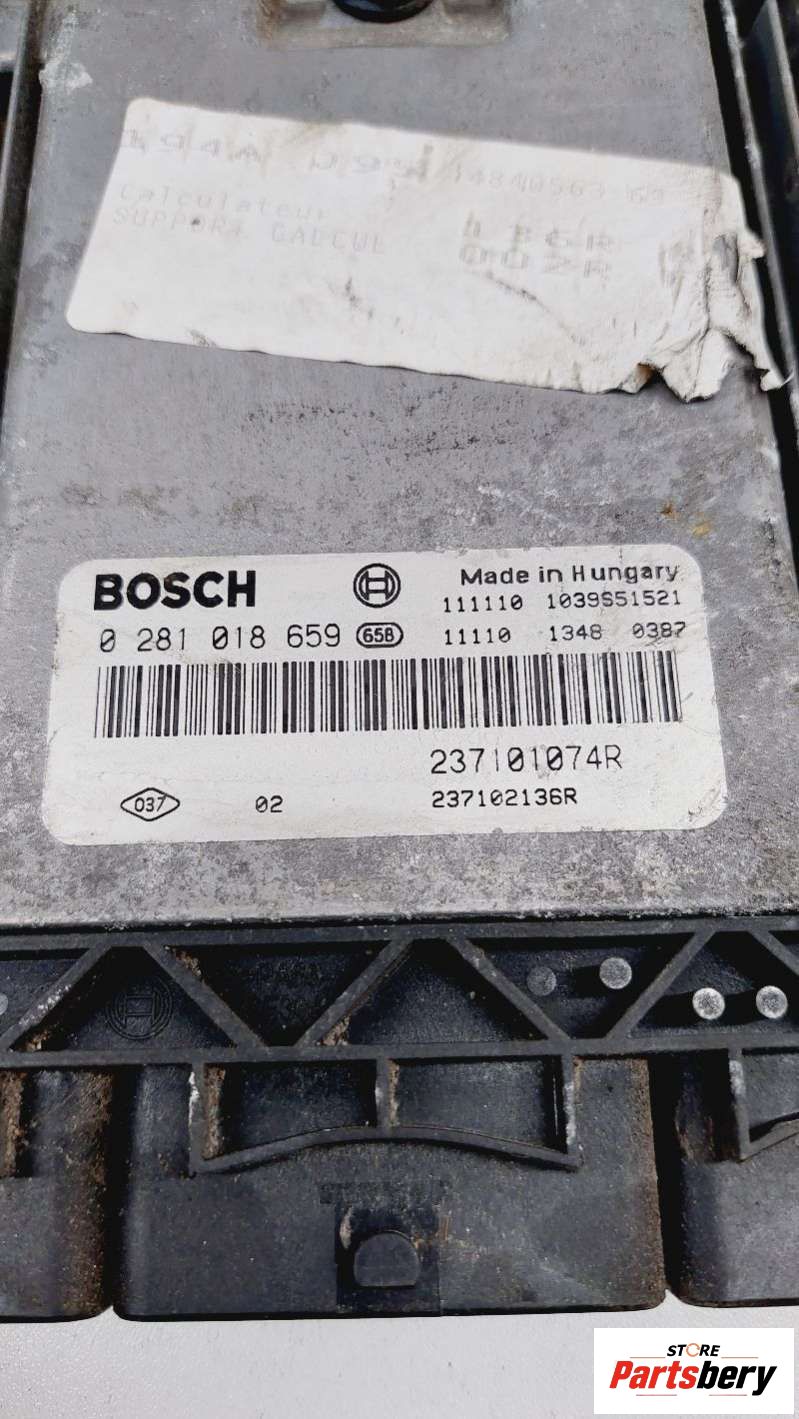 Calculateur
SUPPORT CALCUL
BOSCH
Made in Hungary
111110 1039S51521
0 281 018 659 65B 11110 1348 0387
237101074R
037 02 237102136R
STORE
Partsbery